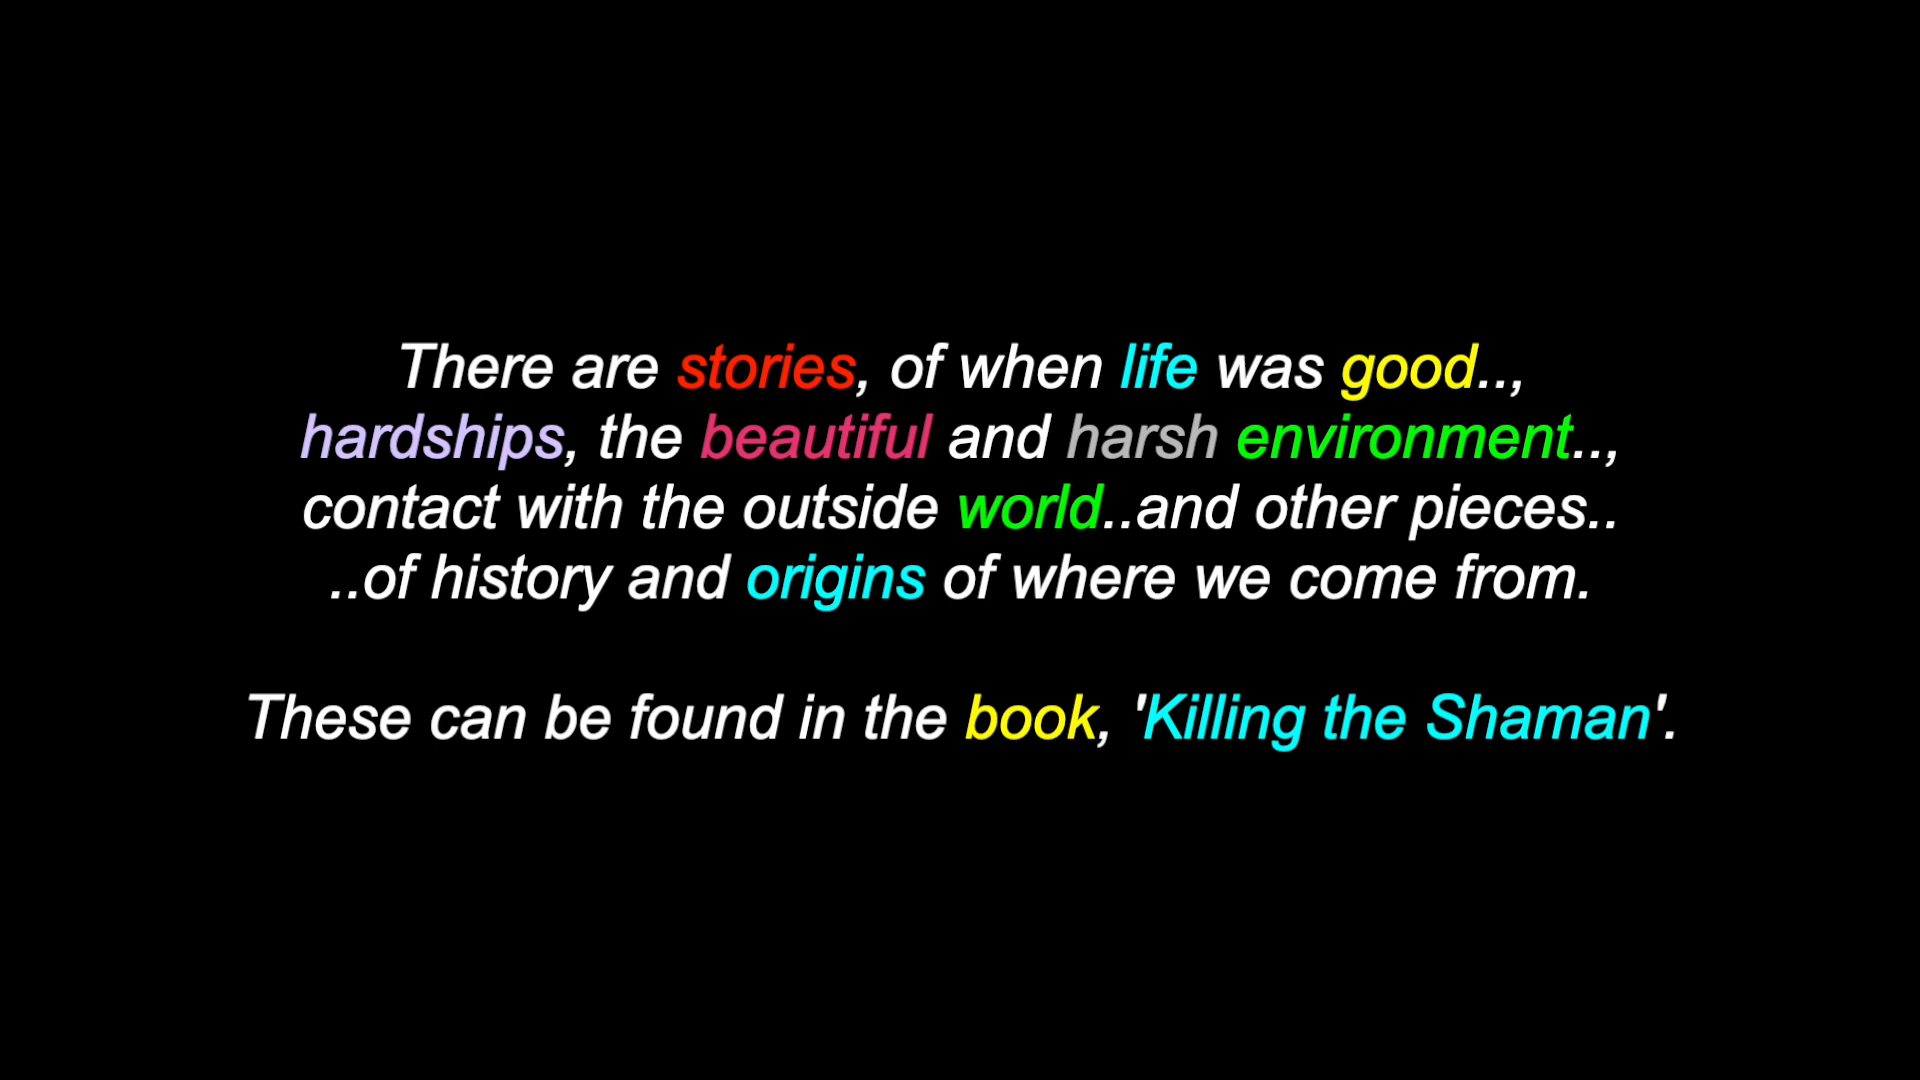 There are stories, of when life was good..,
hardships, the beautiful and harsh environment..,
contact with the outside world..and other pieces..
..of history and origins of where we come from.
These can be found in the book, 'Killing the Shaman'.